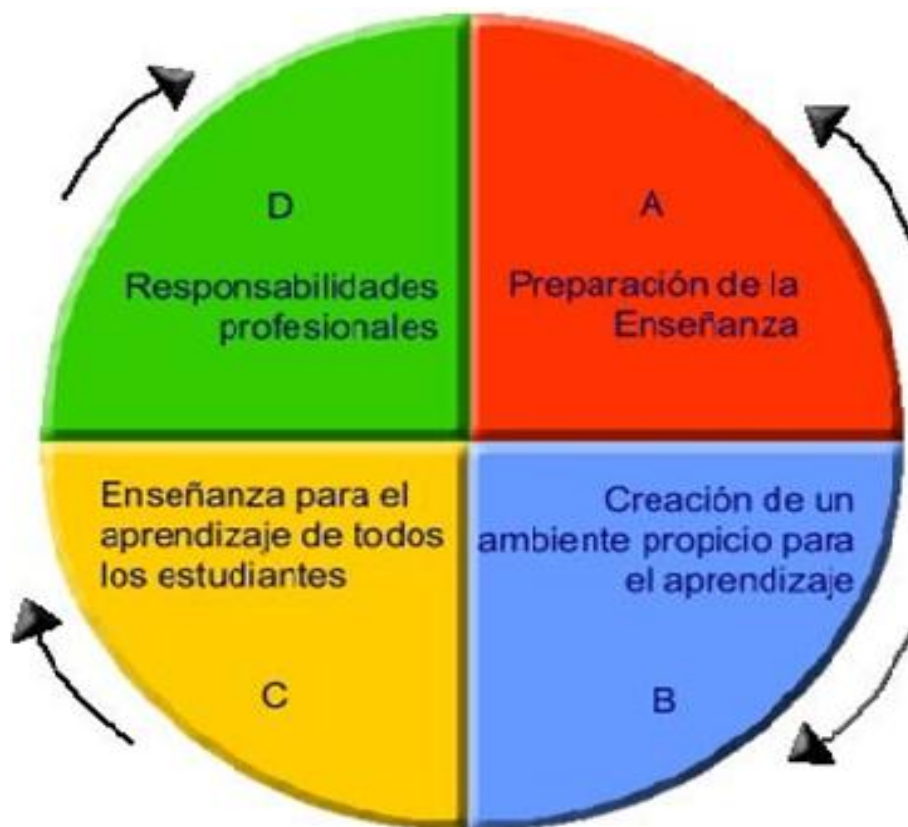 D
Responsabilidades
profesionales
A
Preparación de la
Enseñanza
Enseñanza para el
aprendizaje de todos
los estudiantes
C
Creación de un
ambiente propicio para
el aprendizaje
B